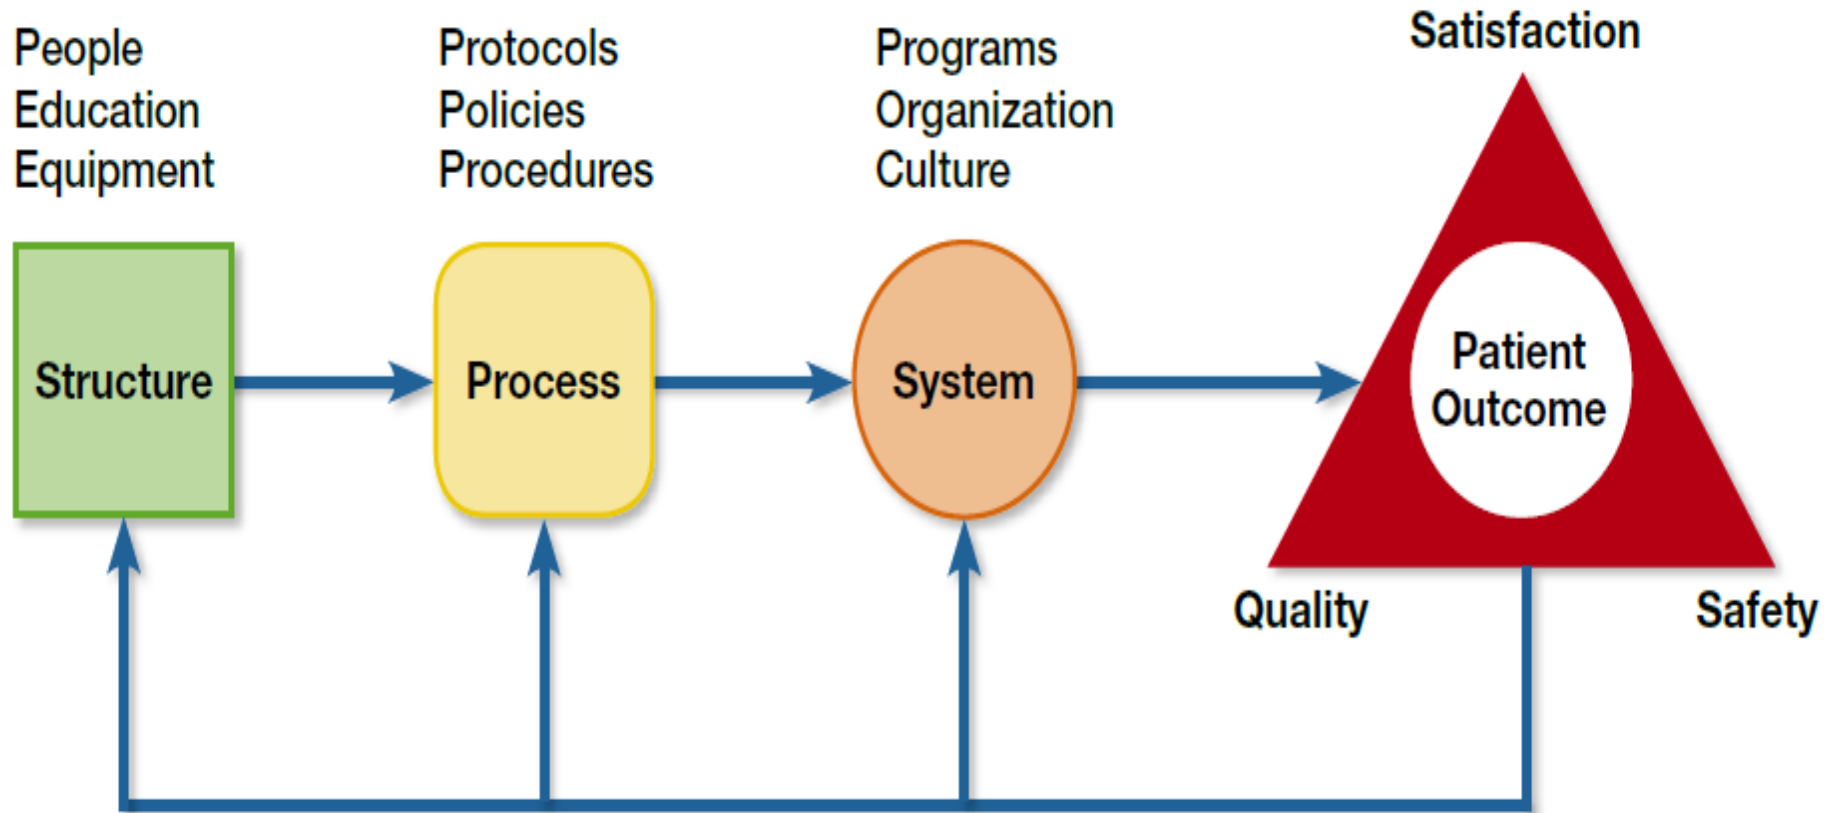 People
Education
Equipment
Protocols
Policies
Procedures
Programs
Organization
Culture
Satisfaction
Structure
Process
System
Patient
Outcome
Quality
Safety